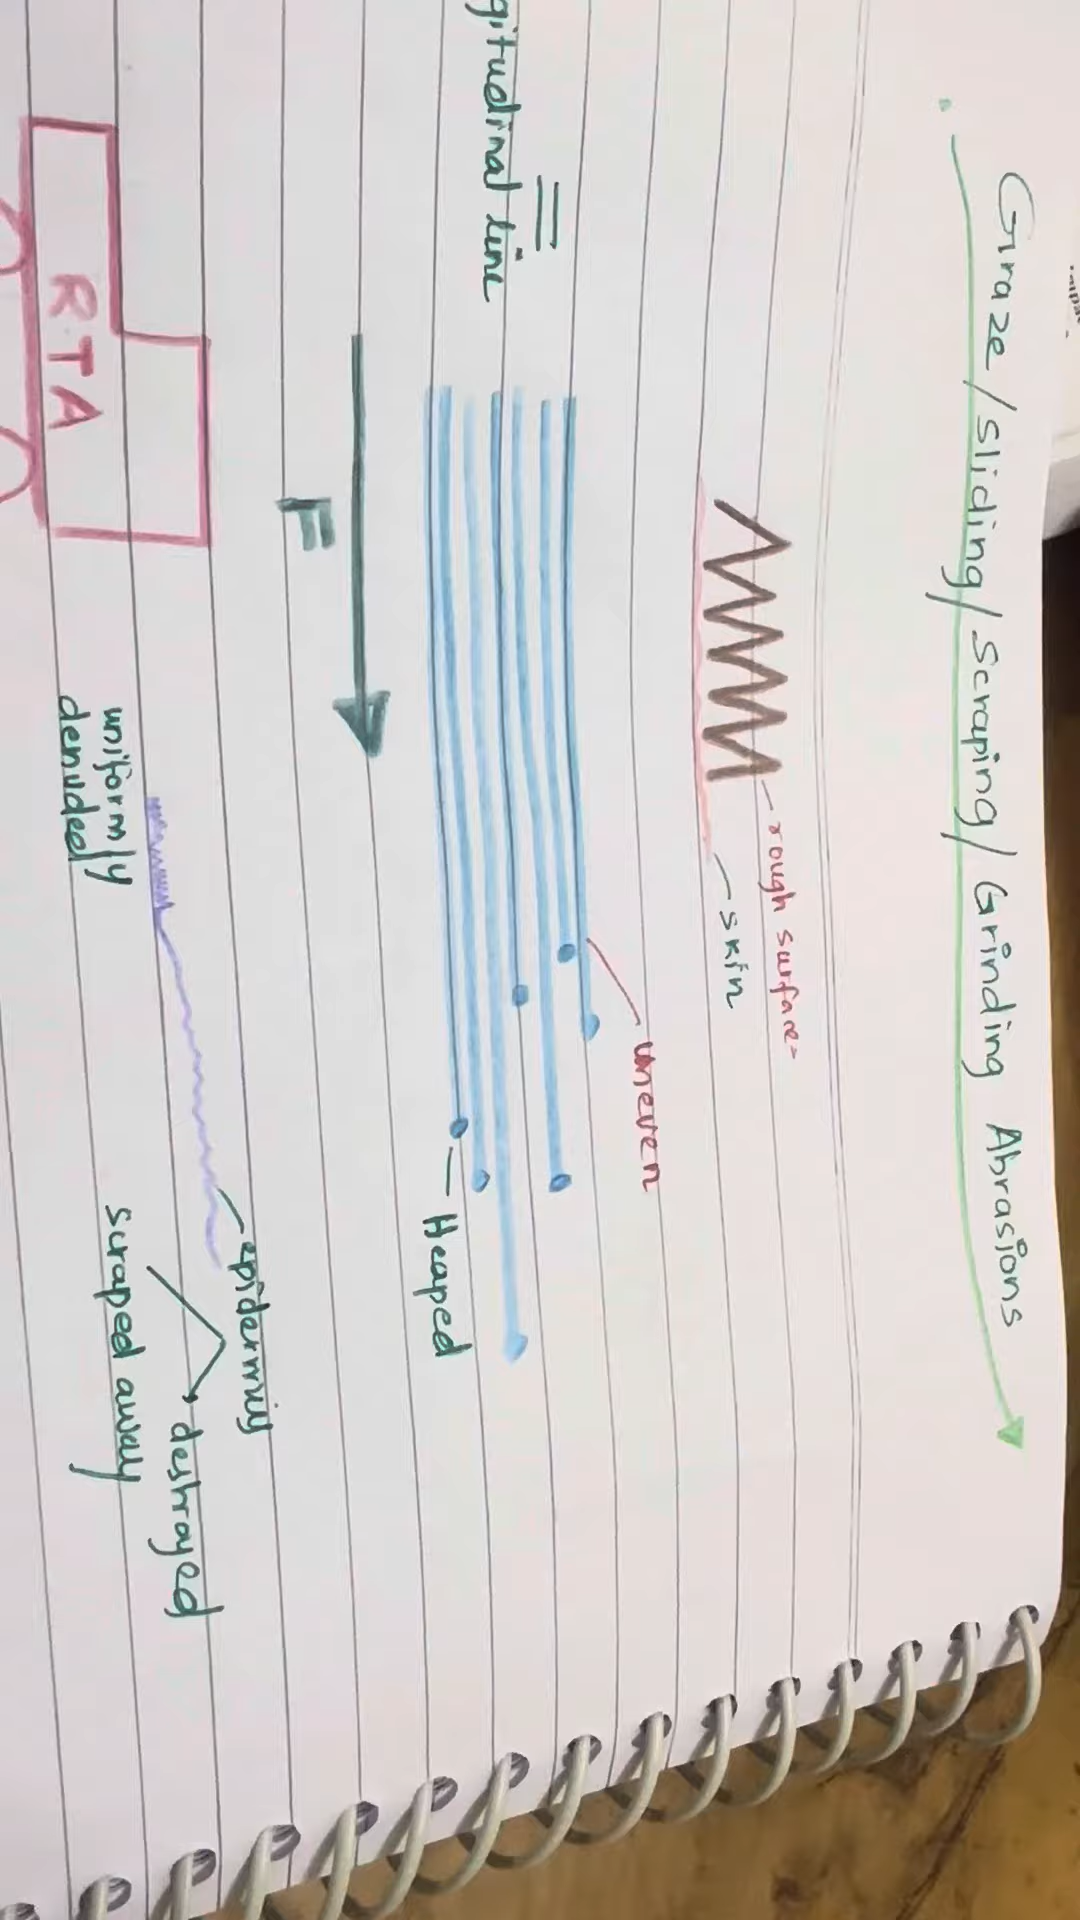 Graze/sliding/scraping/Grinding Abrasions
rough surface
skin
uneven
gitudinal line
Heaped
F
epidermis
destroyed
scraped away
RTA
uniformly
denuded